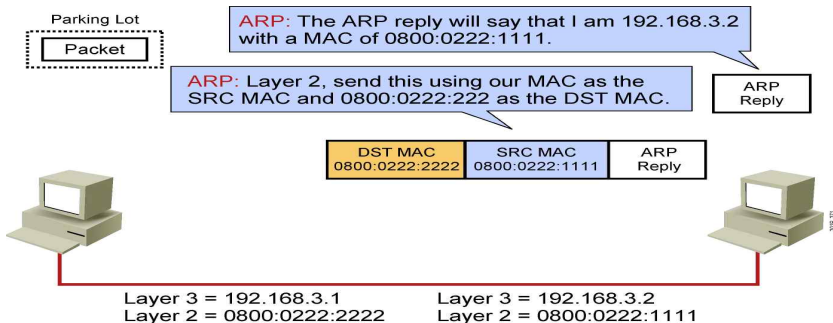 Parking Lot
Packet
ARP: The ARP reply will say that I am 192.168.3.2
with a MAC of 0800:0222:1111.
ARP: Layer 2, send this using our MAC as the
SRC MAC and 0800:0222:222 as the DST MAC.
ARP
Reply
DST MAC
0800:0222:2222
SRC MAC
0800:0222:1111
ARP
Reply
Layer 3 = 192.168.3.1
Layer 2 = 0800:0222:2222
Layer 3 = 192.168.3.2
Layer 2 = 0800:0222:1111